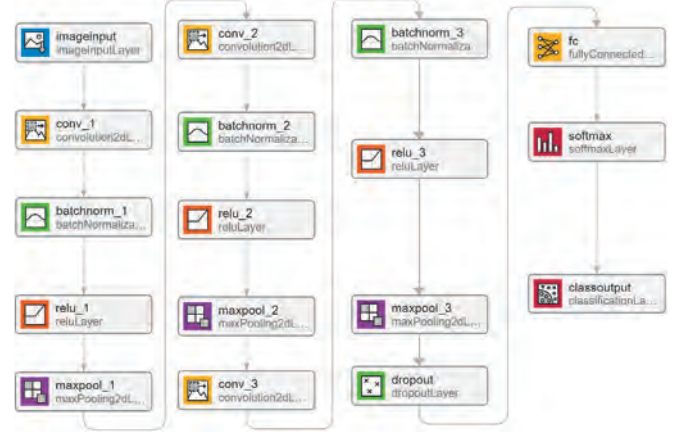 imageinput
imageInputLayer
conv_1
convolution2dL...
batchnorm_1
batchNormaliza...
relu_1
reluLayer
maxpool_1
maxPooling2dL...
conv_2
convolution2dL...
batchnorm_2
batchNormaliza...
relu_2
reluLayer
maxpool_2
maxPooling2dL...
conv_3
convolution2dL...
batchnorm_3
batchNormaliza
relu_3
reluLayer
maxpool_3
maxPooling2dL...
dropout
dropoutLayer
fc
fullyConnected...
softmax
softmaxLayer
classoutput
classificationLa...